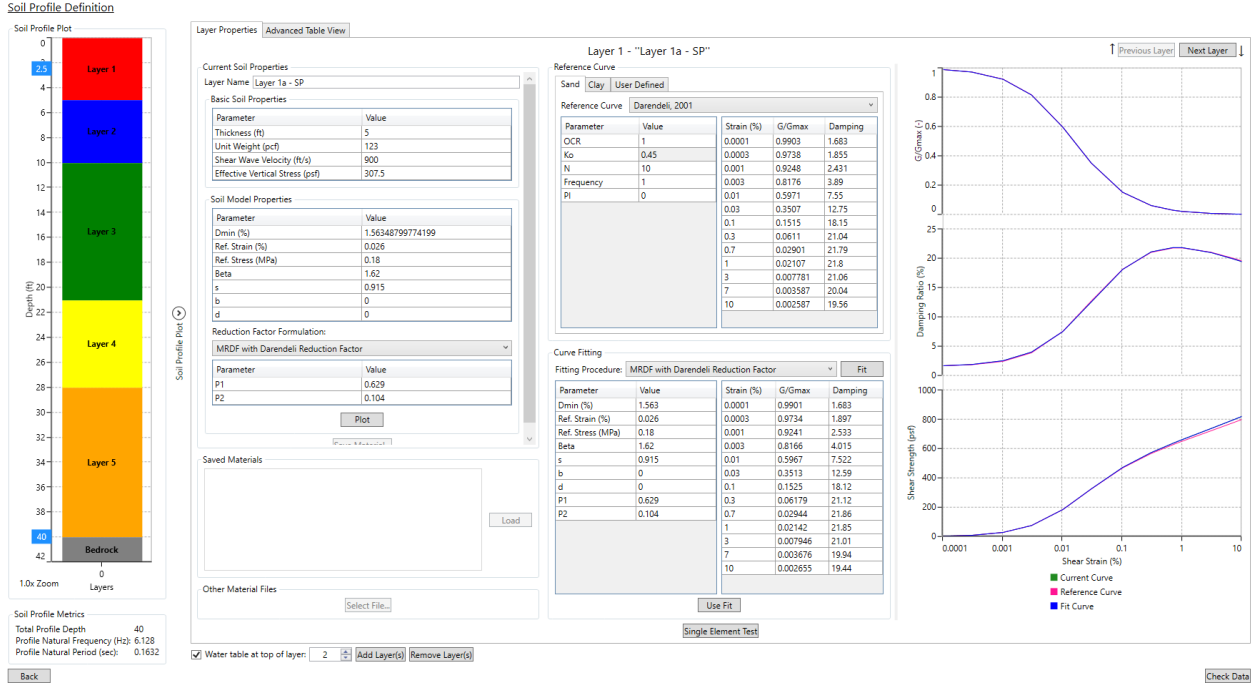 Soil Profile Definition
Soil Profile Plot
0
2.5
4
6
8
10
12
14
16
18
20
22
24
26
28
30
32
34
36
38
40
42
Depth (ft)
Layer 1
Layer 2
Layer 3
Layer 4
Layer 5
Bedrock
0
1.0x Zoom
Layers
Soil Profile Metrics
Total Profile Depth 40
Profile Natural Frequency (Hz): 6.128
Profile Natural Period (sec): 0.1632
Back
Soil Profile Plot
Layer Properties Advanced Table View
Layer 1 - "Layer 1a - SP"
Previous Layer Next Layer
Current Soil Properties
Layer Name Layer 1a - SP
Basic Soil Properties
Parameter Value
Thickness (ft) 5
Unit Weight (pcf) 123
Shear Wave Velocity (ft/s) 900
Effective Vertical Stress (psf) 307.5
Soil Model Properties
Parameter Value
Dmin (%) 1.56348799774199
Ref. Strain (%) 0.026
Ref. Stress (MPa) 0.18
Beta 1.62
s 0.915
b 0
d 0
Reduction Factor Formulation:
MRDF with Darendeli Reduction Factor
Parameter Value
P1 0.629
P2 0.104
Plot
Save Material
Saved Materials
Load
Other Material Files
Select File...
Reference Curve
Sand Clay User Defined
Reference Curve Darendeli, 2001
Parameter Value
OCR 1
Ko 0.45
N 10
Frequency 1
PI 0
Strain (%) G/Gmax Damping
0.0001 0.9903 1.683
0.0003 0.9738 1.855
0.001 0.9248 2.431
0.003 0.8176 3.89
0.01 0.5971 7.55
0.03 0.3507 12.75
0.1 0.1515 18.15
0.3 0.0611 21.04
0.7 0.02901 21.79
1 0.02107 21.8
3 0.007781 21.06
7 0.003587 20.04
10 0.002587 19.56
Curve Fitting
Fitting Procedure: MRDF with Darendeli Reduction Factor Fit
Parameter Value
Dmin (%) 1.563
Ref. Strain (%) 0.026
Ref. Stress (MPa) 0.18
Beta 1.62
s 0.915
b 0
d 0
P1 0.629
P2 0.104
Strain (%) G/Gmax Damping
0.0001 0.9901 1.683
0.0003 0.9734 1.897
0.001 0.9241 2.533
0.003 0.8166 4.015
0.01 0.5967 7.522
0.03 0.3513 12.59
0.1 0.1525 18.12
0.3 0.06179 21.12
0.7 0.02944 21.86
1 0.02142 21.85
3 0.007946 21.01
7 0.003676 19.94
10 0.002655 19.44
Use Fit
Single Element Test
G/Gmax (-)
1
0.8
0.6
0.4
0.2
0
Damping Ratio (%)
25
20
15
10
5
0
Shear Strength (psf)
1000
800
600
400
200
0
0.0001 0.001 0.01 0.1 1 10
Shear Strain (%)
Current Curve
Reference Curve
Fit Curve
Water table at top of layer: 2 Add Layer(s) Remove Layer(s)
Check Data